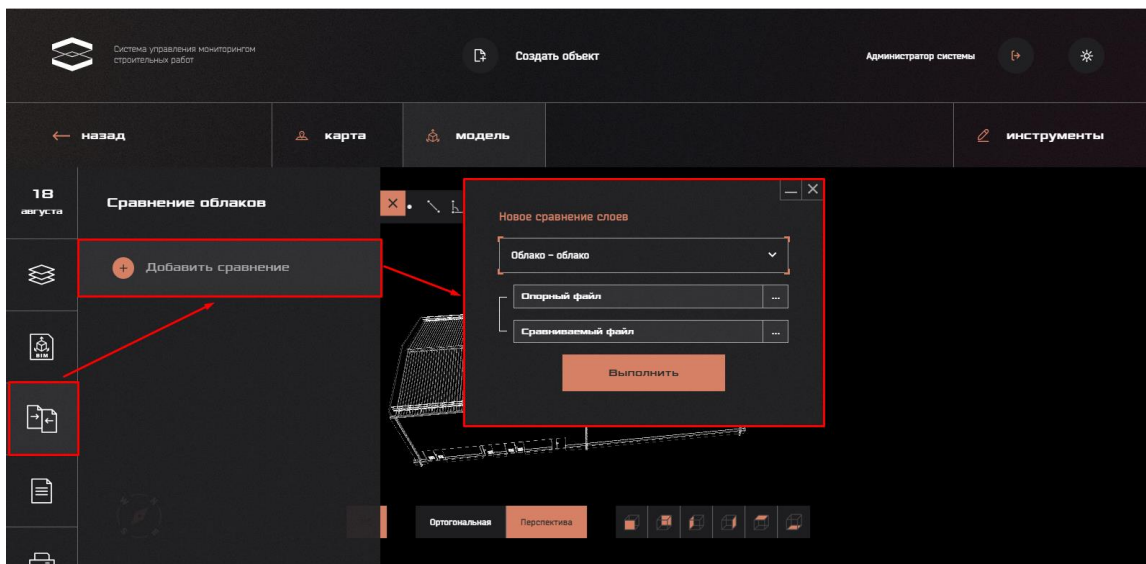 Система управления мониторингом
строительных работ
Создать объект
Администратор системы
назад
карта
модель
инструменты
18
августа
Сравнение облаков
Добавить сравнение
BIM
Новое сравнение слоев
Облако – облако
Опорный файл
...
Сравниваемый файл
...
Выполнить
Ортогональная
Перспектива